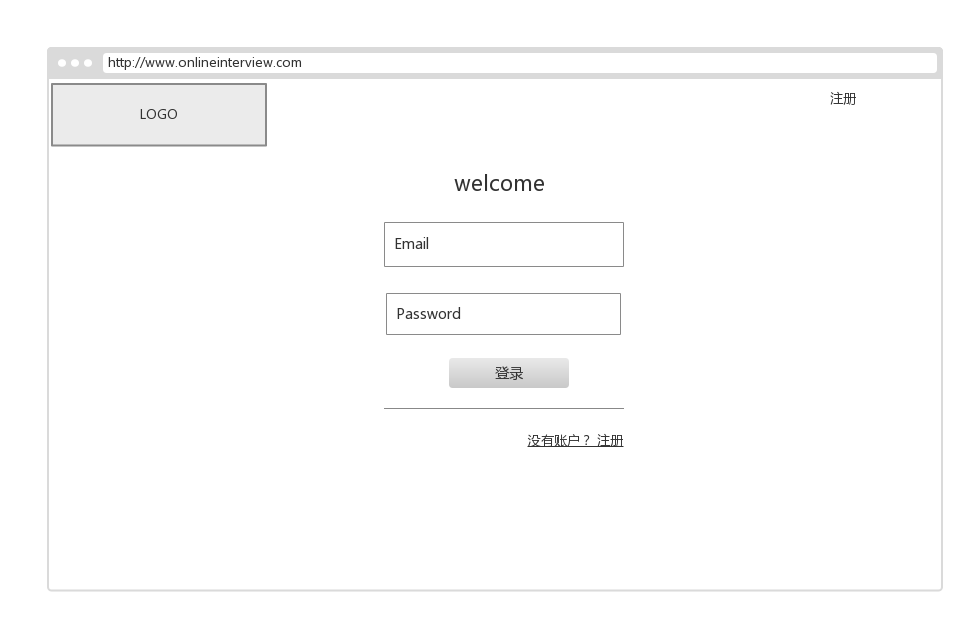 http://www.onlineinterview.com
LOGO
注册
welcome
Email
Password
登录
没有账户？ 注册